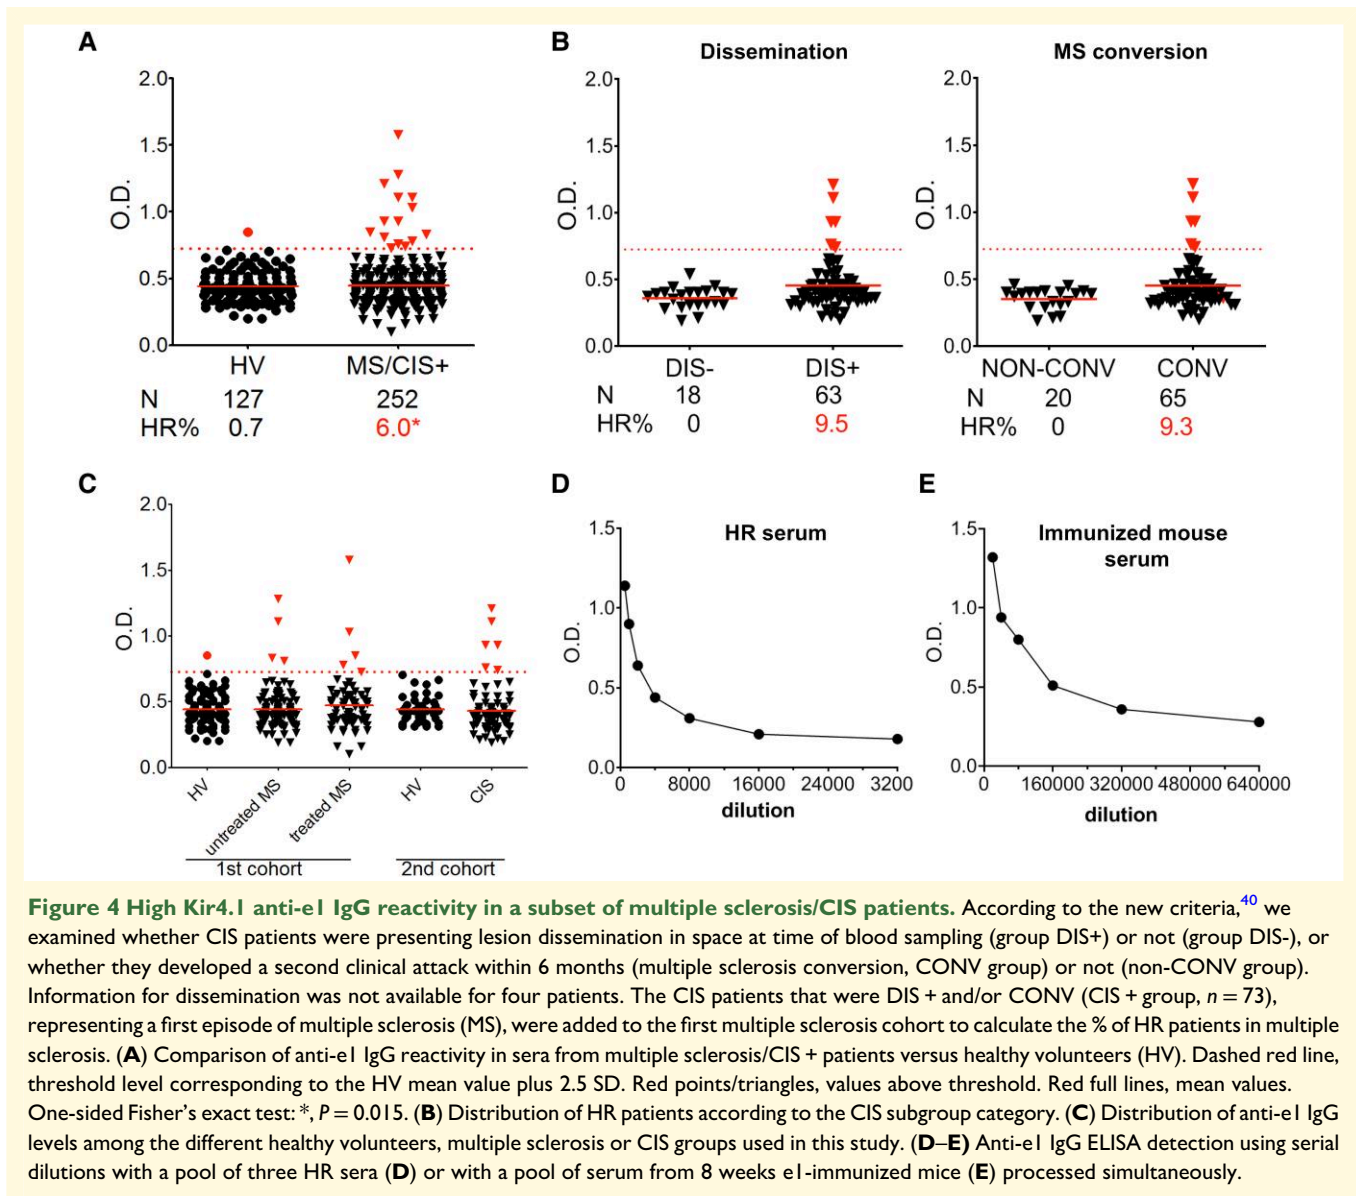 A
2.0
1.5
1.0
0.5
0.0
O.D.
HV MS/CIS+
N 127 252
HR% 0.7 6.0*
B
Dissemination
2.0
1.5
1.0
0.5
0.0
O.D.
DIS- DIS+
N 18 63
HR% 0 9.5
MS conversion
2.0
1.5
1.0
0.5
0.0
O.D.
NON-CONV CONV
N 20 65
HR% 0 9.3
C
2.0
1.5
1.0
0.5
0.0
O.D.
HV untreated MS treated MS HV CIS
1st cohort 2nd cohort
D
HR serum
1.5
1.0
0.5
0.0
O.D.
0 8000 16000 24000 3200
dilution
E
Immunized mouse
serum
1.5
1.0
0.5
0.0
O.D.
0 160000 320000 480000 640000
dilution
Figure 4 High Kir4.1 anti-e1 IgG reactivity in a subset of multiple sclerosis/CIS patients. According to the new criteria,40 we
examined whether CIS patients were presenting lesion dissemination in space at time of blood sampling (group DIS+) or not (group DIS-), or
whether they developed a second clinical attack within 6 months (multiple sclerosis conversion, CONV group) or not (non-CONV group).
Information for dissemination was not available for four patients. The CIS patients that were DIS + and/or CONV (CIS + group, n = 73),
representing a first episode of multiple sclerosis (MS), were added to the first multiple sclerosis cohort to calculate the % of HR patients in multiple
sclerosis. (A) Comparison of anti-e1 IgG reactivity in sera from multiple sclerosis/CIS + patients versus healthy volunteers (HV). Dashed red line,
threshold level corresponding to the HV mean value plus 2.5 SD. Red points/triangles, values above threshold. Red full lines, mean values.
One-sided Fisher's exact test: *, P = 0.015. (B) Distribution of HR patients according to the CIS subgroup category. (C) Distribution of anti-e1 IgG
levels among the different healthy volunteers, multiple sclerosis or CIS groups used in this study. (D–E) Anti-e1 IgG ELISA detection using serial
dilutions with a pool of three HR sera (D) or with a pool of serum from 8 weeks e1-immunized mice (E) processed simultaneously.